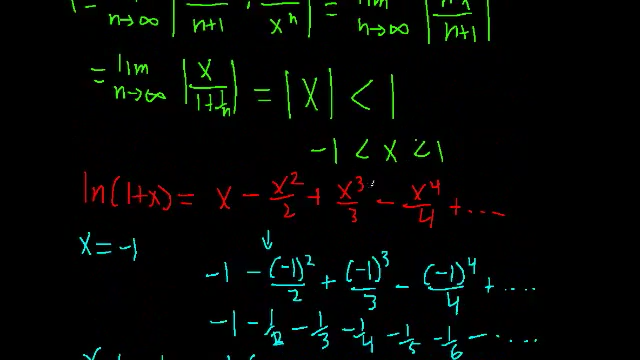 lim n→∞ | n+1 · x^n | = lim n→∞ | nx/n+1 |
= lim n→∞ | x/1+1/n | = |x| < 1
-1 < x < 1
ln(1+x) = x - x²/2 + x³/3 - x⁴/4 + ....
x = -1
-1 - (-1)²/2 + (-1)³/3 - (-1)⁴/4 + ....
-1 - 1/2 - 1/3 - 1/4 - 1/5 - 1/6 - ....